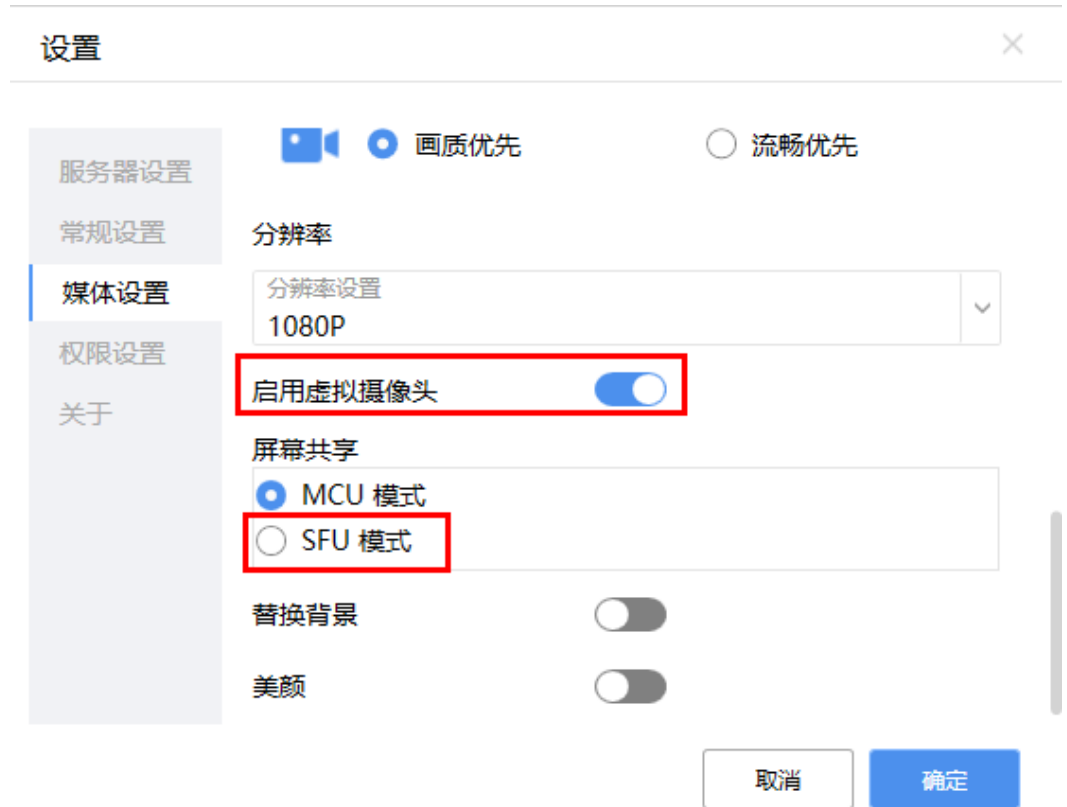 设置
服务器设置
常规设置
媒体设置
权限设置
关于
画质优先 流畅优先
分辨率
分辨率设置
1080P
启用虚拟摄像头
屏幕共享
MCU 模式
SFU 模式
替换背景
美颜
取消 确定